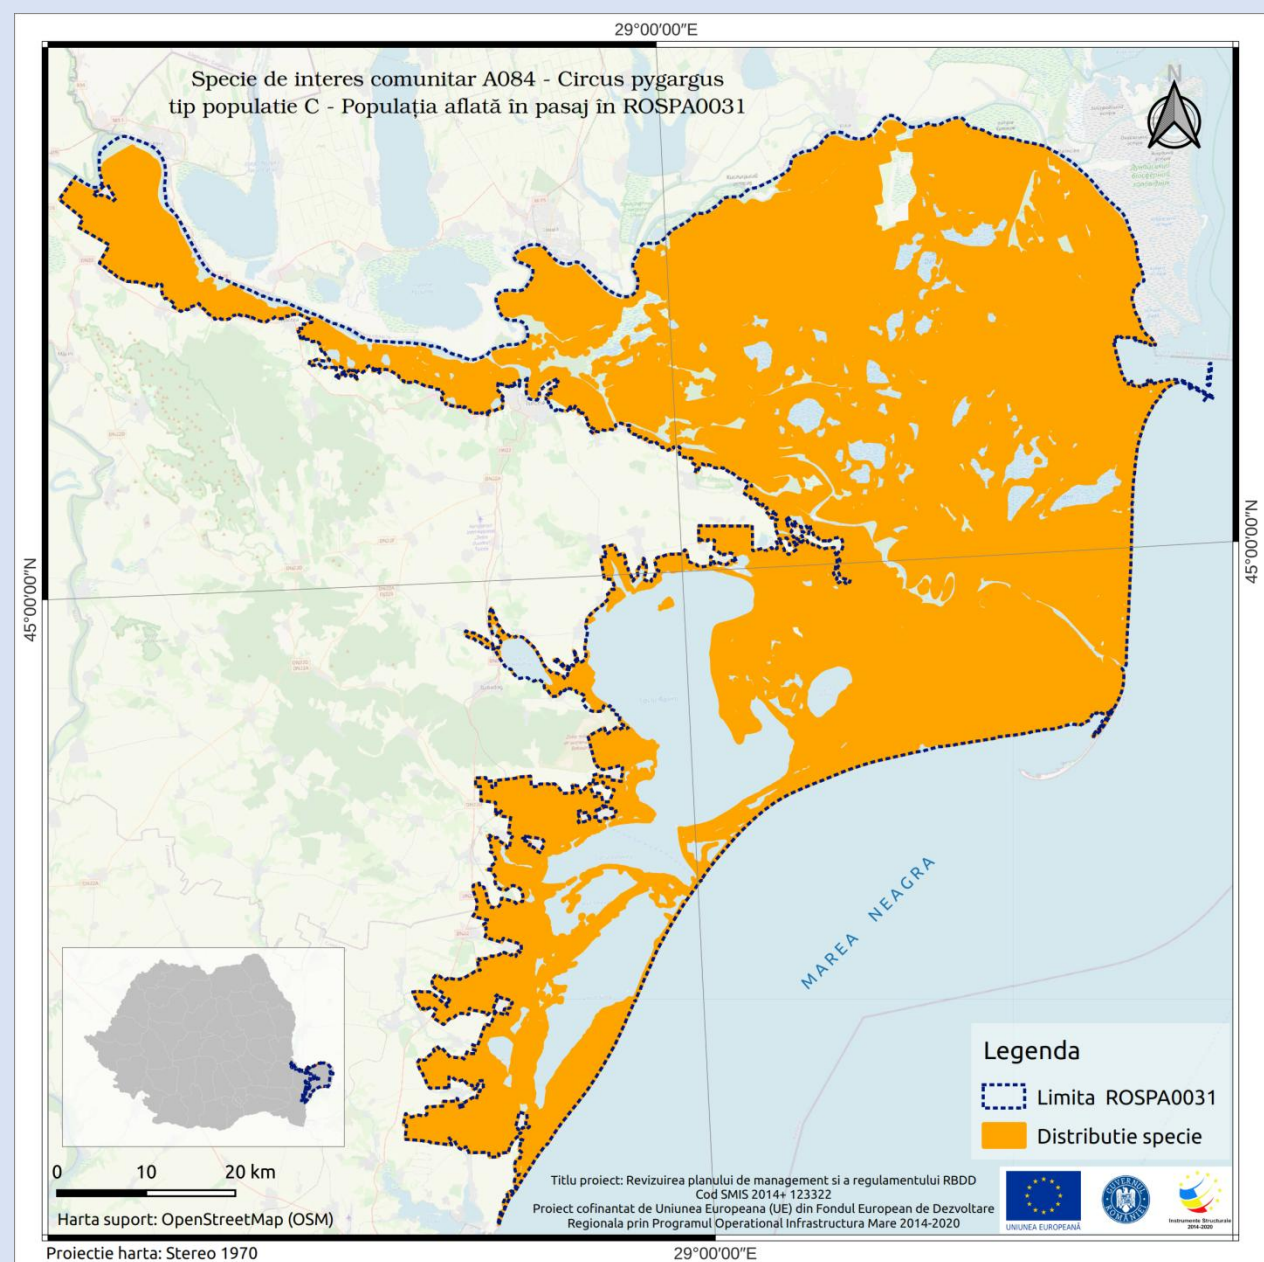 29°00′00″E
Specie de interes comunitar A084 - Circus pygargus
tip populatie C - Populația aflată în pasaj în ROSPA0031
N
45°00′00″N
45°00′00″N
MAREA NEAGRA
Legenda
Limita ROSPA0031
Distributie specie
0 10 20 km
Harta suport: OpenStreetMap (OSM)
Titlu proiect: Revizuirea planului de management si a regulamentului RBDD
Cod SMIS 2014+ 123322
Proiect cofinantat de Uniunea Europeana (UE) din Fondul European de Dezvoltare
Regionala prin Programul Operational Infrastructura Mare 2014-2020
UNIUNEA EUROPEANĂ
GUVERNUL ROMÂNIEI
Instrumente Structurale
2014-2020
Proiectie harta: Stereo 1970
29°00′00″E